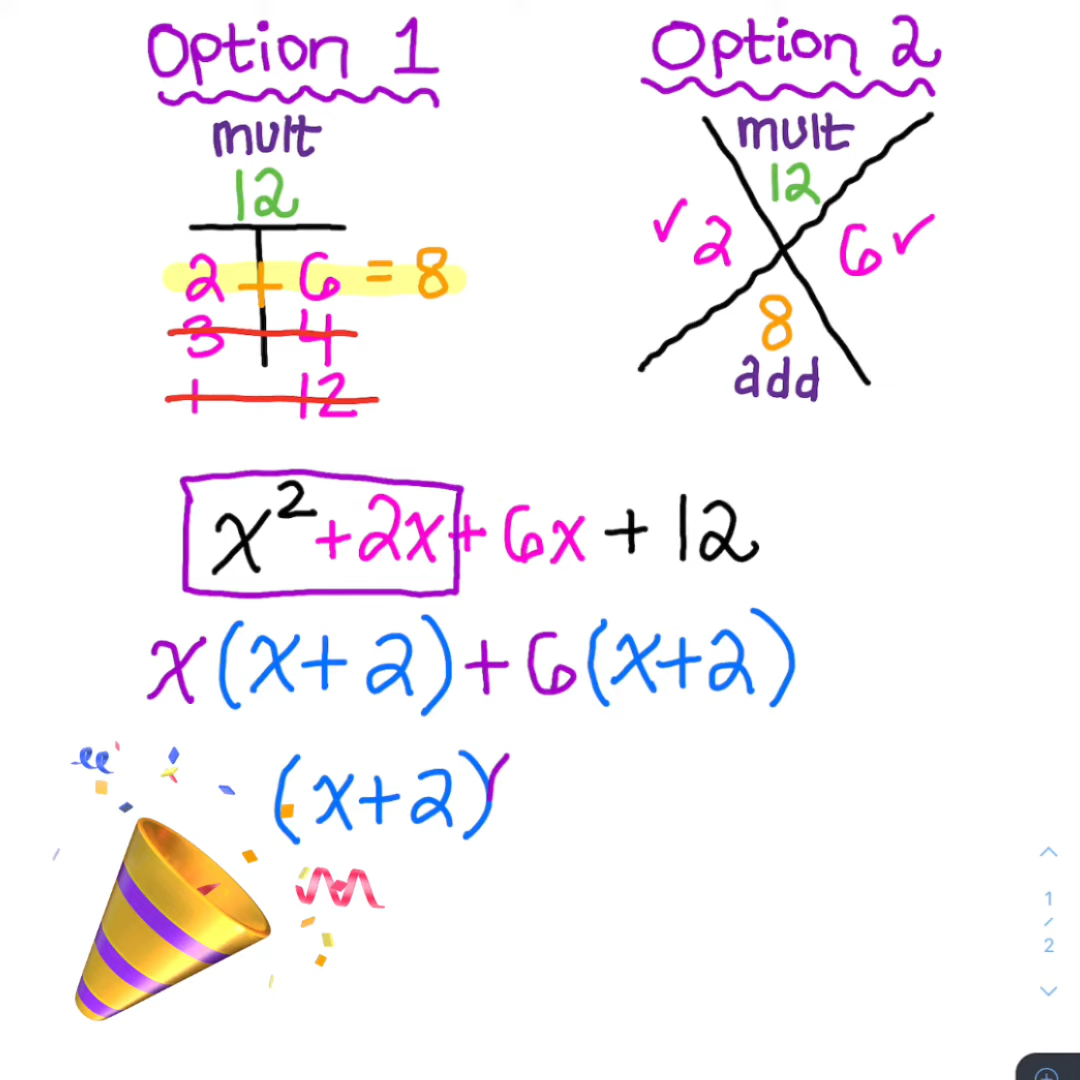 Option 1
mult
12
2 + 6 = 8
3 4
1 12
Option 2
mult
12
✓ 2 6 ✓
8
add
x² + 2x + 6x + 12
x(x+2) + 6(x+2)
(x+2)(
1
/
2